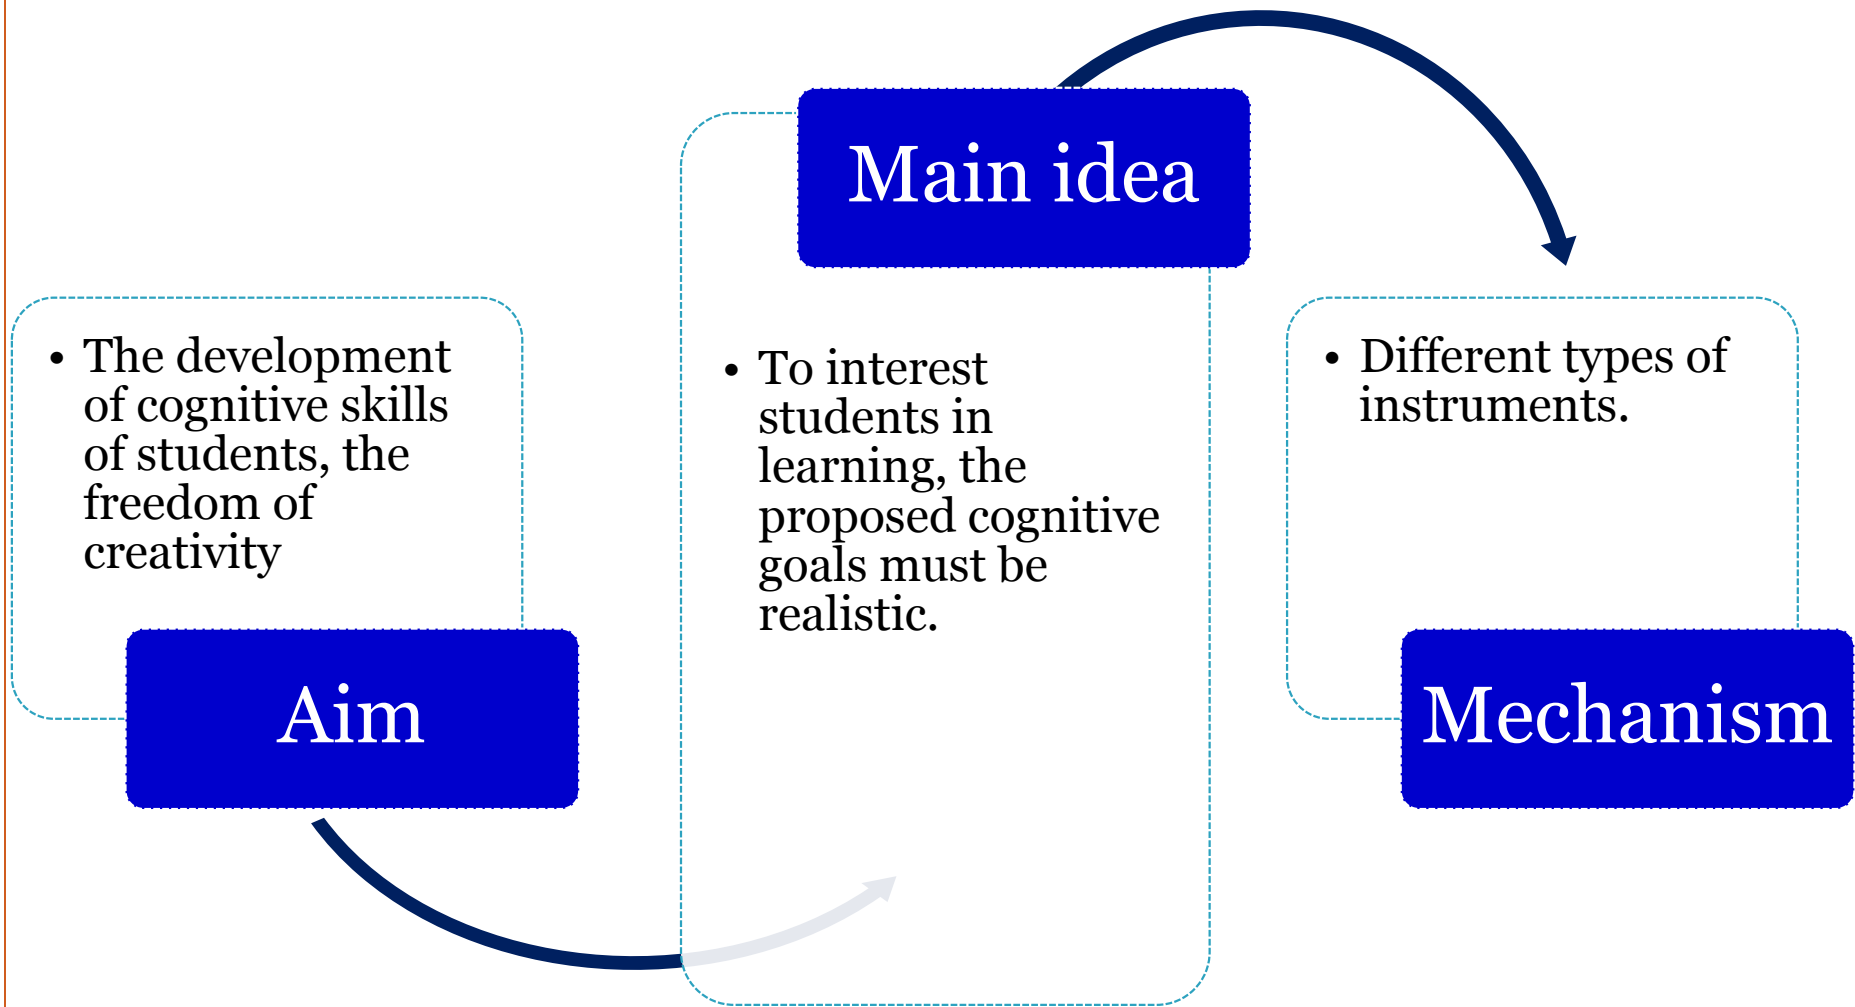 • The development
of cognitive skills
of students, the
freedom of
creativity
Aim
Main idea
• To interest
students in
learning, the
proposed cognitive
goals must be
realistic.
• Different types of
instruments.
Mechanism